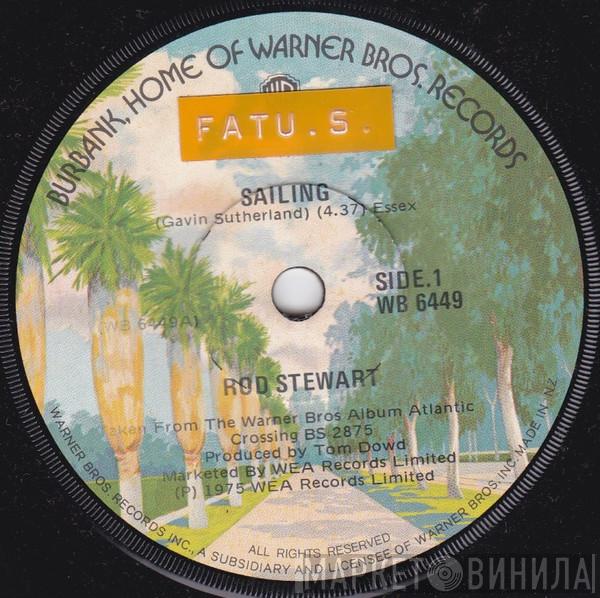 BURBANK, HOME OF WARNER BROS. RECORDS
FATU.S.
SAILING
(Gavin Sutherland) (4.37) Essex
SIDE.1
WB 6449
(WB 6449A)
ROD STEWART
Taken From The Warner Bros Album Atlantic
Crossing BS 2875
Produced by Tom Dowd
Marketed By WEA Records Limited
(P) 1975 WEA Records Limited
ALL RIGHTS RESERVED
WARNER BROS. RECORDS INC., A SUBSIDIARY AND LICENSEE OF WARNER BROS. INC. MADE IN NZ
МАРКЕТ ВИНИЛА